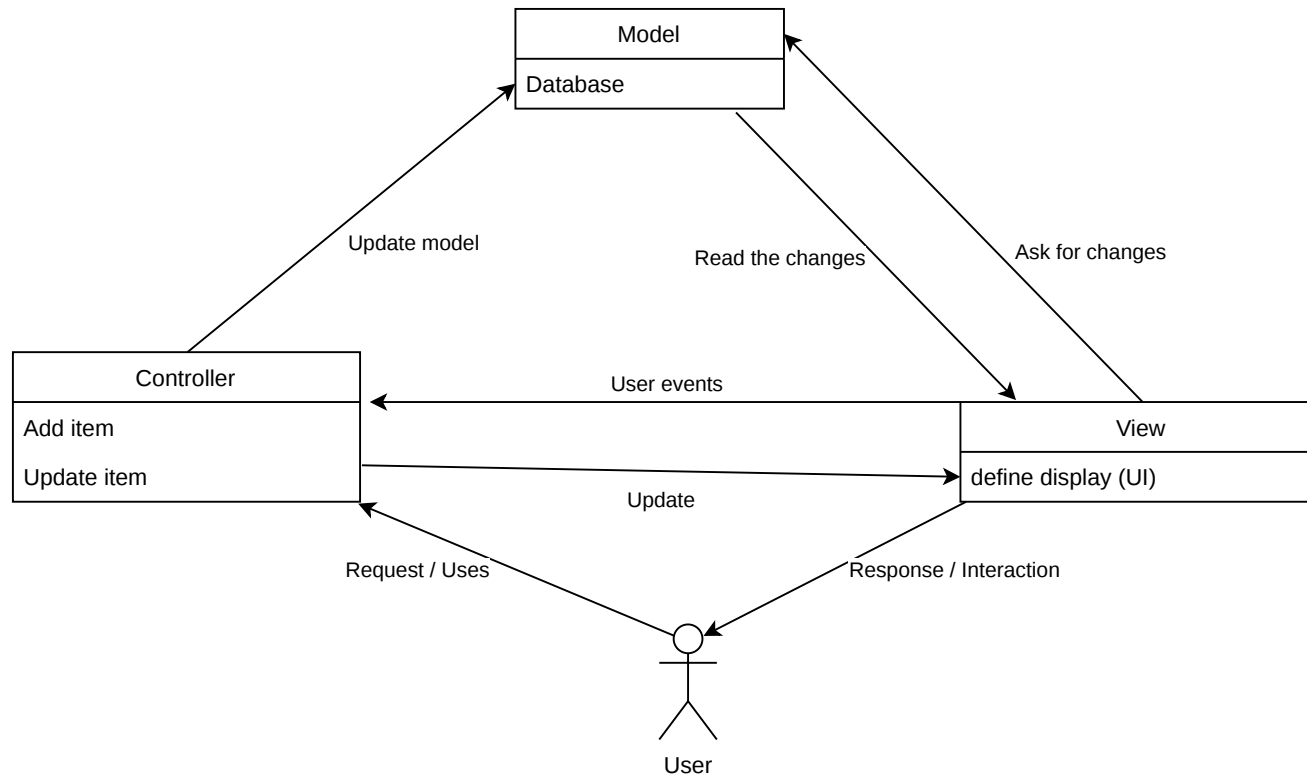 Model
Database
Update model
Read the changes
Ask for changes
Controller
Add item
Update item
User events
View
define display (UI)
Update
Request / Uses
Response / Interaction
User